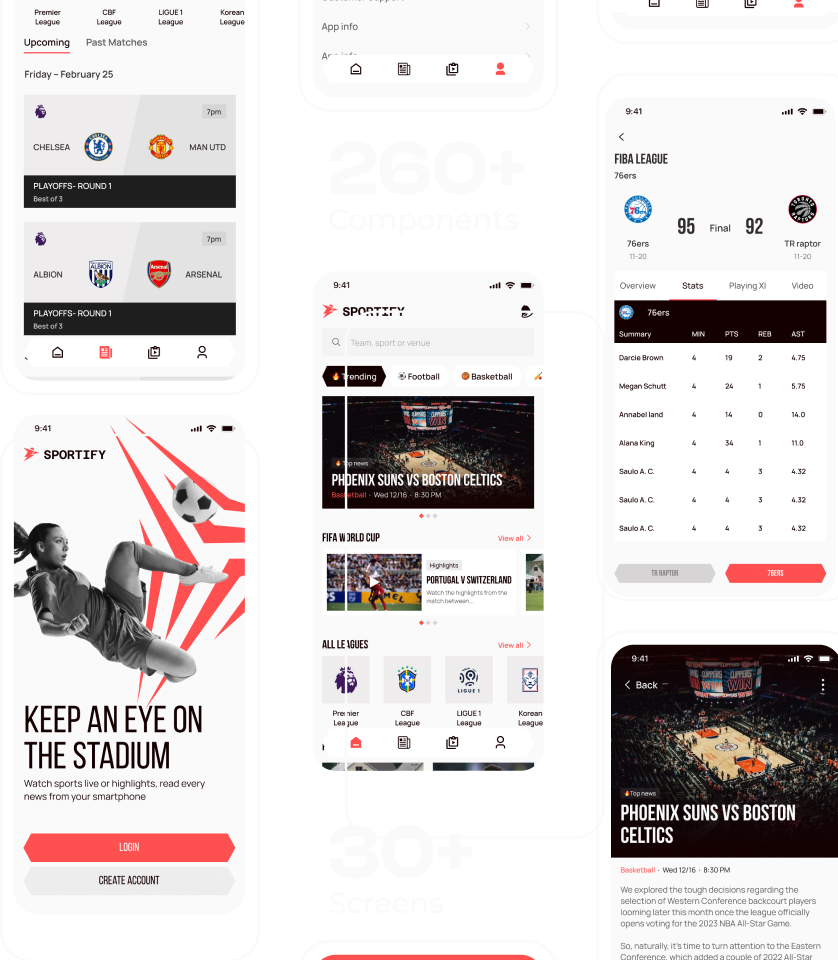 Premier
League
CBF
League
LIGUE 1
League
Korean
League
Upcoming
Past Matches
Friday – February 25
7pm
CHELSEA
MAN UTD
PLAYOFFS- ROUND 1
Best of 3
7pm
ALBION
ARSENAL
PLAYOFFS- ROUND 1
Best of 3
9:41
SPORTIFY
KEEP AN EYE ON
THE STADIUM
Watch sports live or highlights, read every
news from your smartphone
LOGIN
CREATE ACCOUNT
App info
260+
Components
9:41
SPORTIFY
Team, sport or venue
Trending
Football
Basketball
Top news
PHOENIX SUNS VS BOSTON CELTICS
Basketball · Wed 12/16 · 8:30 PM
FIFA WORLD CUP
View all
Highlights
PORTUGAL V SWITZERLAND
Watch the highlights from the
match between...
ALL LEAGUES
View all
LIGUE 1
Premier
League
CBF
League
LIGUE 1
League
Korean
League
30+
Screens
9:41
FIBA LEAGUE
76ers
76ers
11-20
95
Final
92
TR raptor
11-20
Overview
Stats
Playing XI
Video
76ers
Summary MIN PTS REB AST
Darcie Brown 4 19 2 4.75
Megan Schutt 4 24 1 5.75
Annabel land 4 14 0 14.0
Alana King 4 34 1 11.0
Saulo A. C. 4 4 3 4.32
Saulo A. C. 4 4 3 4.32
Saulo A. C. 4 4 3 4.32
TR RAPTOR
76ERS
9:41
Back
Top news
PHOENIX SUNS VS BOSTON
CELTICS
Basketball · Wed 12/16 · 8:30 PM
We explored the tough decisions regarding the
selection of Western Conference backcourt players
looming later this month once the league officially
opens voting for the 2023 NBA All-Star Game.
So, naturally, it's time to turn attention to the Eastern
Conference, which added a couple of 2022 All-Star